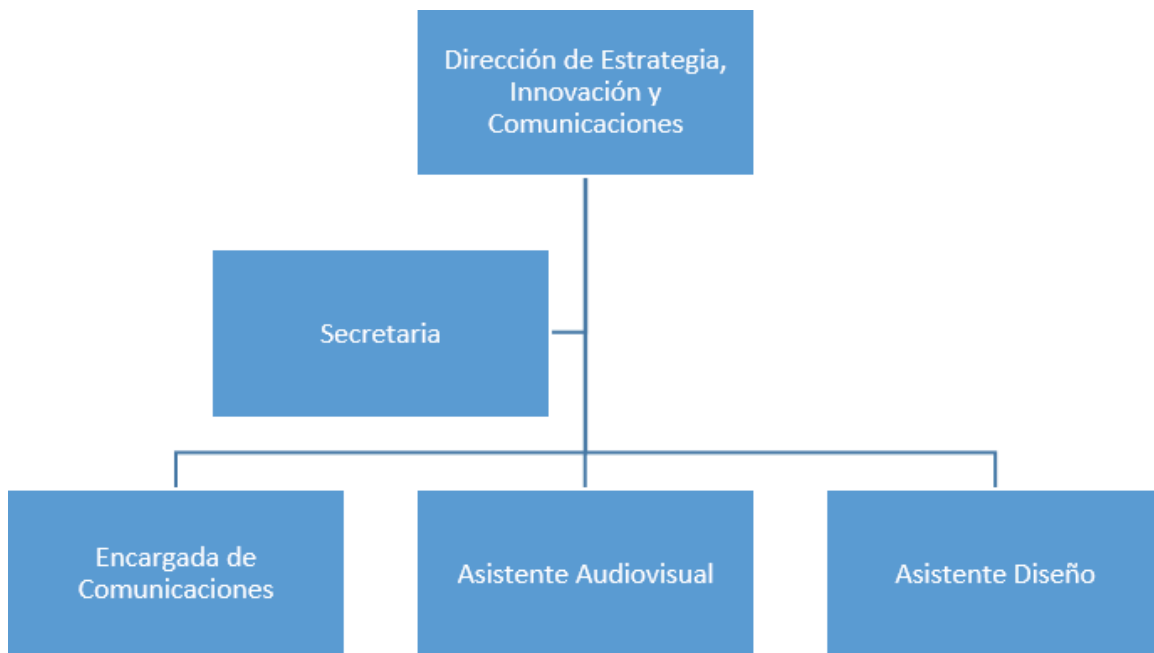 Dirección de Estrategia,
Innovación y
Comunicaciones
Secretaria
Encargada de
Comunicaciones
Asistente Audiovisual
Asistente Diseño